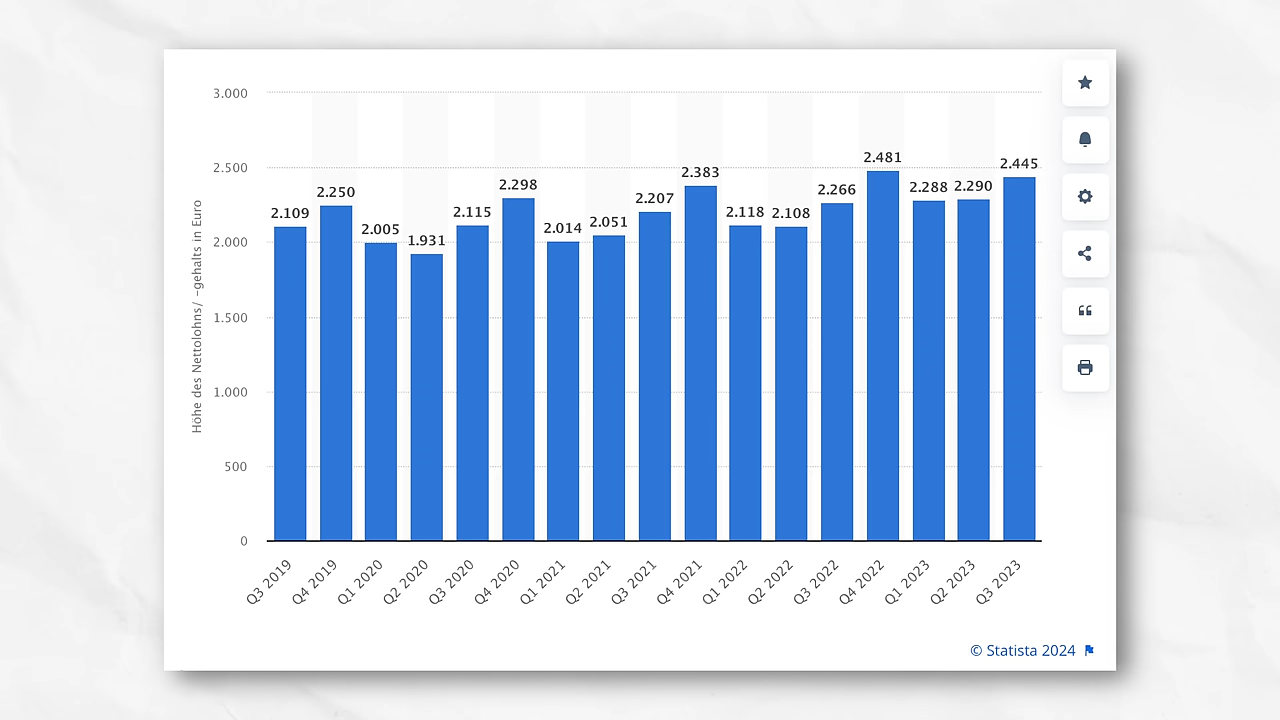 3.000
2.500
2.000
1.500
1.000
500
0
Höhe des Nettolohns/ –gehalts in Euro
2.109
2.250
2.005
1.931
2.115
2.298
2.014
2.051
2.207
2.383
2.118
2.108
2.266
2.481
2.288
2.290
2.445
Q3 2019
Q4 2019
Q1 2020
Q2 2020
Q3 2020
Q4 2020
Q1 2021
Q2 2021
Q3 2021
Q4 2021
Q1 2022
Q2 2022
Q3 2022
Q4 2022
Q1 2023
Q2 2023
Q3 2023
© Statista 2024